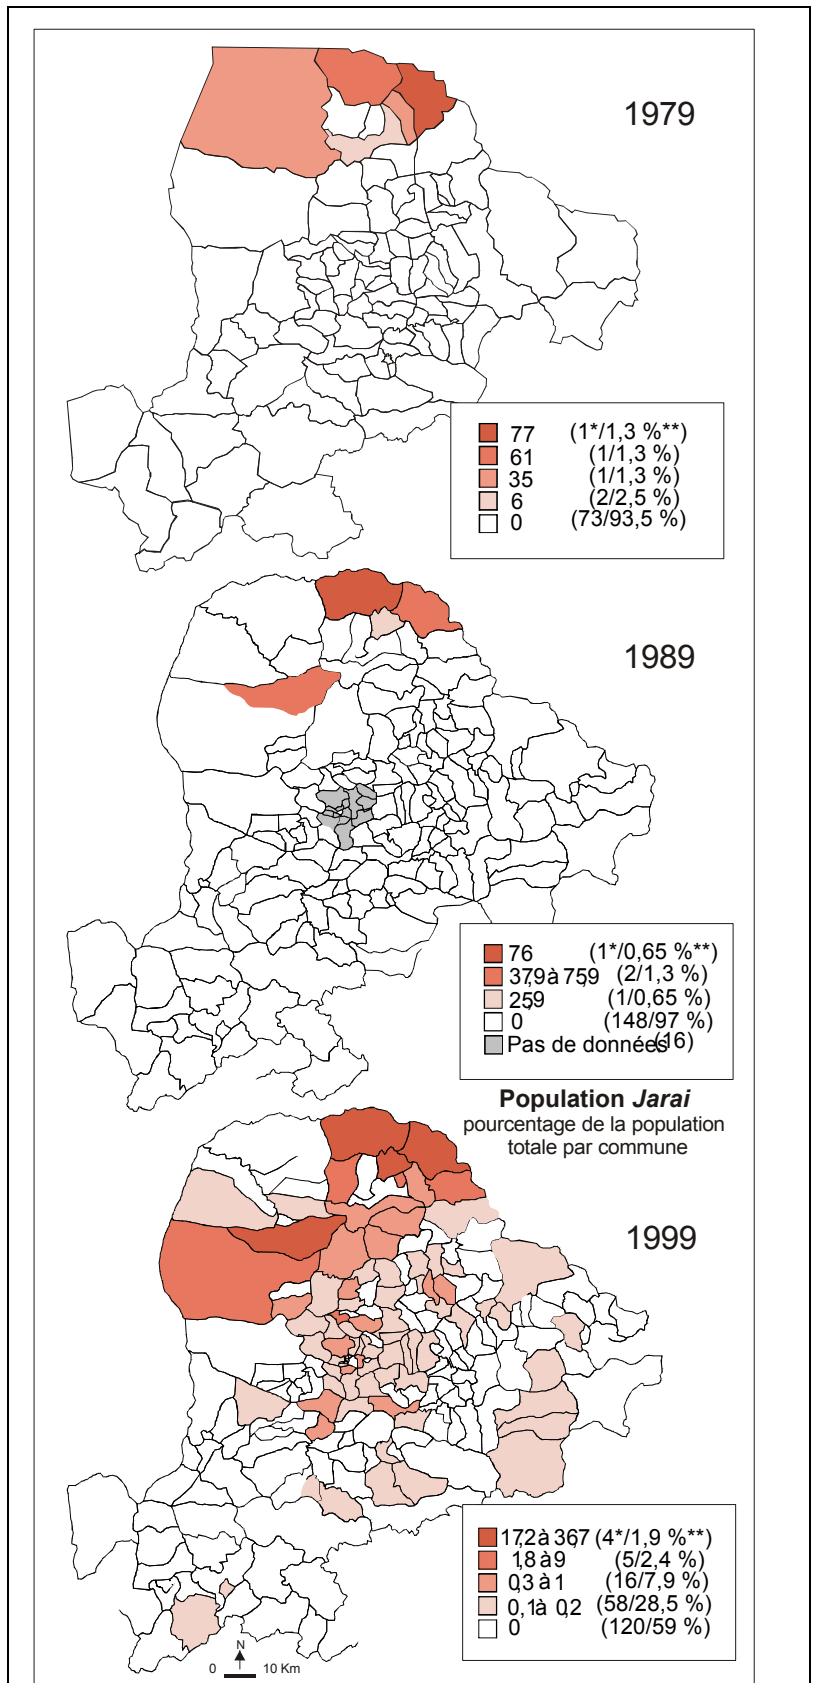 1979
77 (1*/1,3 %**)
61 (1/1,3 %)
35 (1/1,3 %)
6 (2/2,5 %)
0 (73/93,5 %)
1989
76 (1*/0,65 %**)
37,9 à 75,9 (2/1,3 %)
25,9 (1/0,65 %)
0 (148/97 %)
Pas de données (16)
Population Jarai
pourcentage de la population
totale par commune
1999
17,2 à 36,7 (4*/1,9 %**)
1,8 à 9 (5/2,4 %)
0,3 à 1 (16/7,9 %)
0,1 à 0,2 (58/28,5 %)
0 (120/59 %)
N
0 10 Km